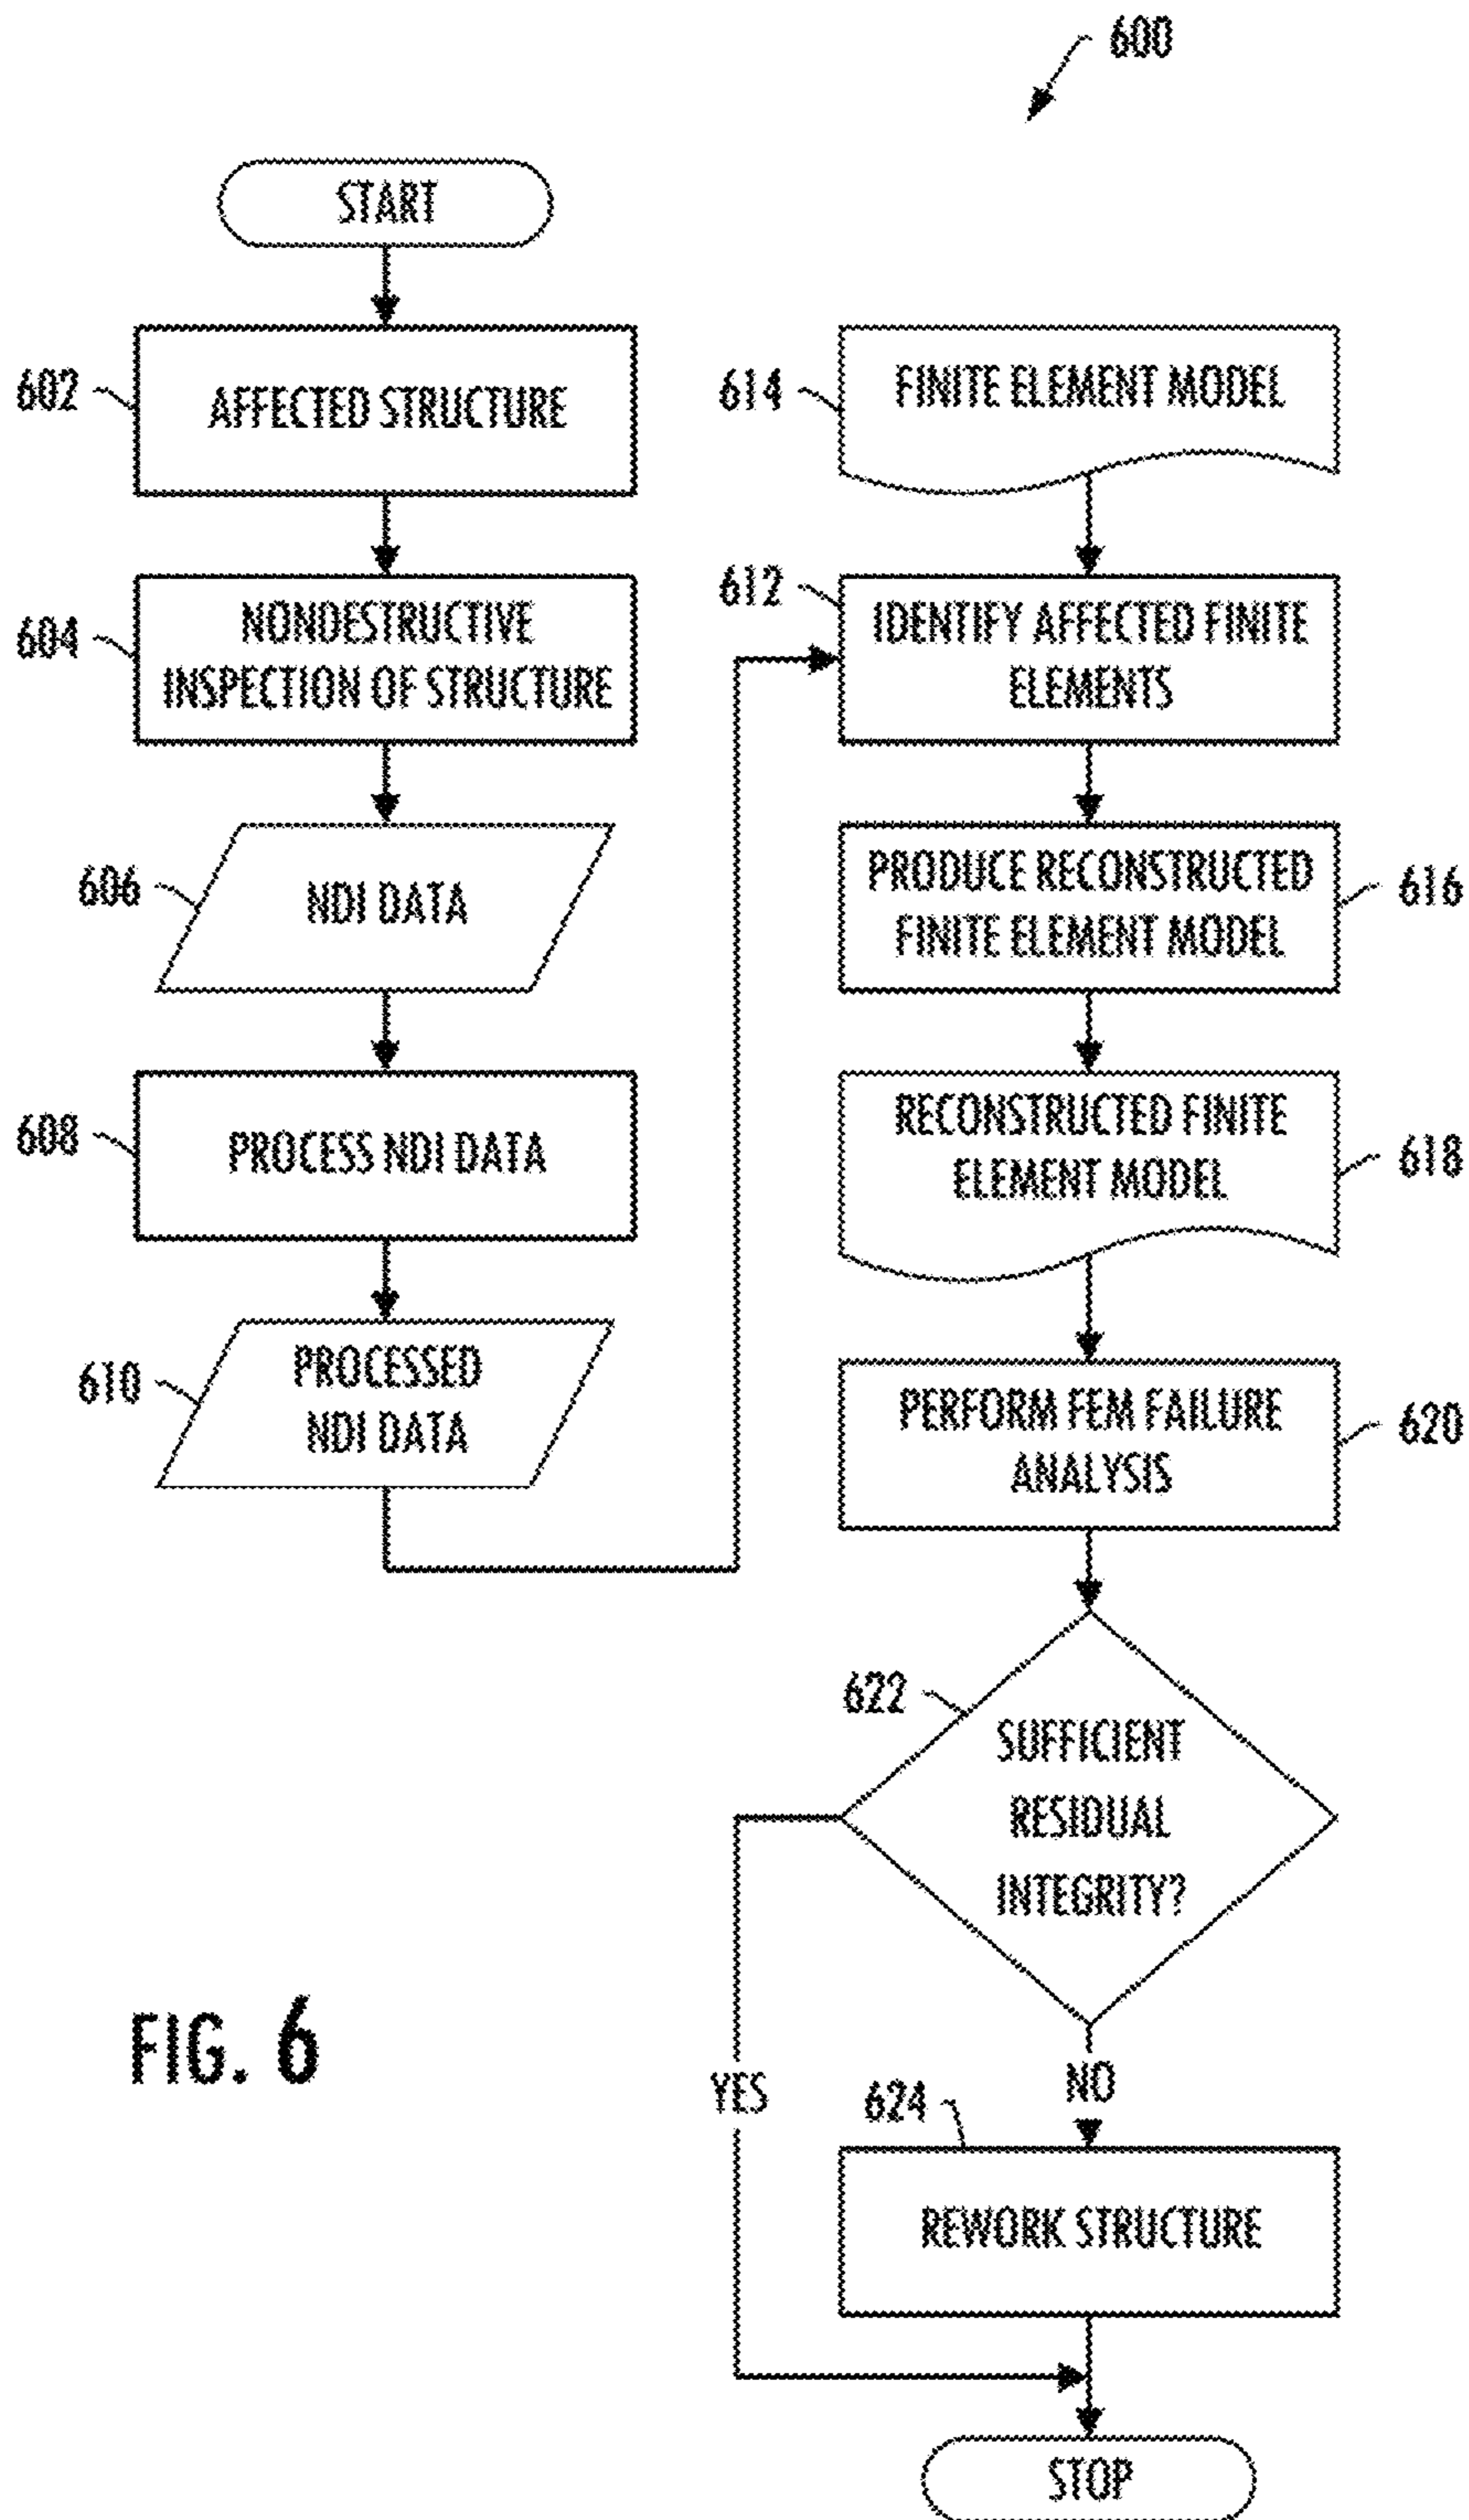 600
START
602
AFFECTED STRUCTURE
604
NONDESTRUCTIVE
INSPECTION OF STRUCTURE
606
NDI DATA
608
PROCESS NDI DATA
610
PROCESSED
NDI DATA
614
FINITE ELEMENT MODEL
612
IDENTIFY AFFECTED FINITE
ELEMENTS
PRODUCE RECONSTRUCTED
FINITE ELEMENT MODEL
616
RECONSTRUCTED FINITE
ELEMENT MODEL
618
PERFORM FEM FAILURE
ANALYSIS
620
622
SUFFICIENT
RESIDUAL
INTEGRITY?
YES
NO
624
REWORK STRUCTURE
STOP
FIG. 6